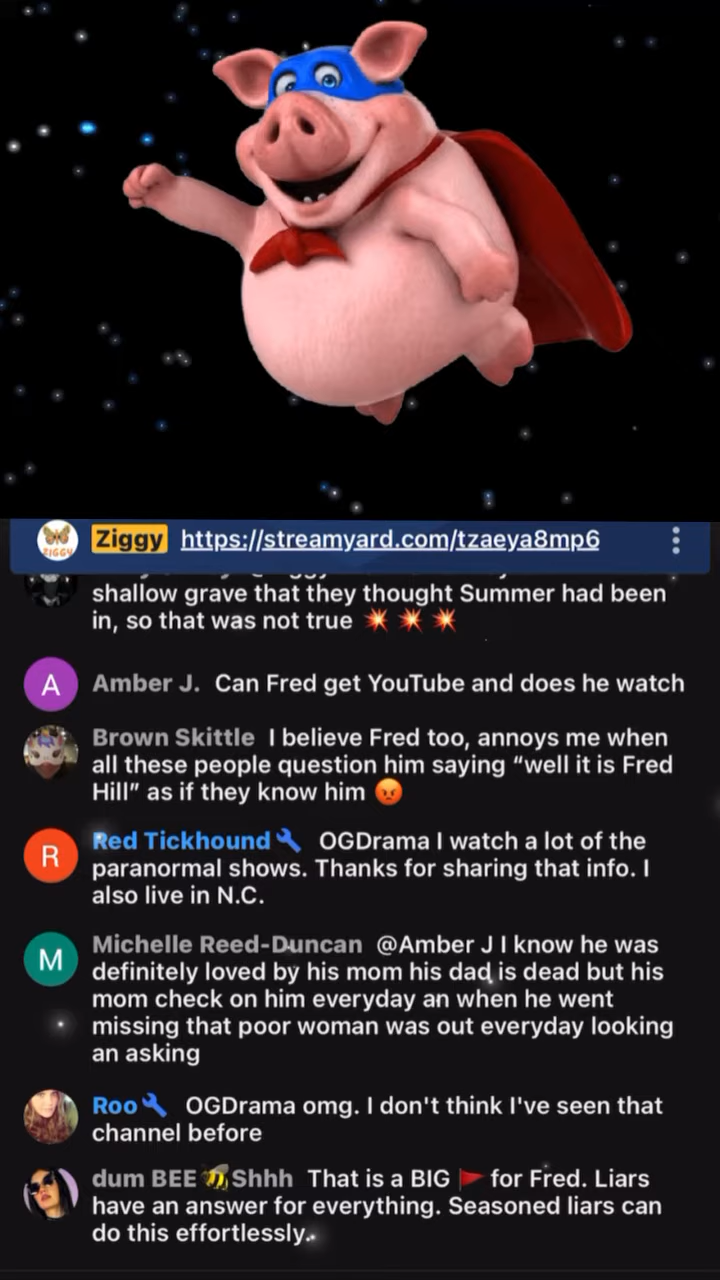 Ziggy https://streamyard.com/tzaeya8mp6
ZIGGY
shallow grave that they thought Summer had been
in, so that was not true 💥 💥 💥
A Amber J. Can Fred get YouTube and does he watch
Brown Skittle I believe Fred too, annoys me when
all these people question him saying “well it is Fred
Hill” as if they know him 😡
R Red Tickhound🔧 OGDrama I watch a lot of the
paranormal shows. Thanks for sharing that info. I
also live in N.C.
M Michelle Reed-Duncan @Amber J I know he was
definitely loved by his mom his dad is dead but his
mom check on him everyday an when he went
missing that poor woman was out everyday looking
an asking
Roo🔧 OGDrama omg. I don't think I've seen that
channel before
dum BEE 🐝Shhh That is a BIG 🚩 for Fred. Liars
have an answer for everything. Seasoned liars can
do this effortlessly.